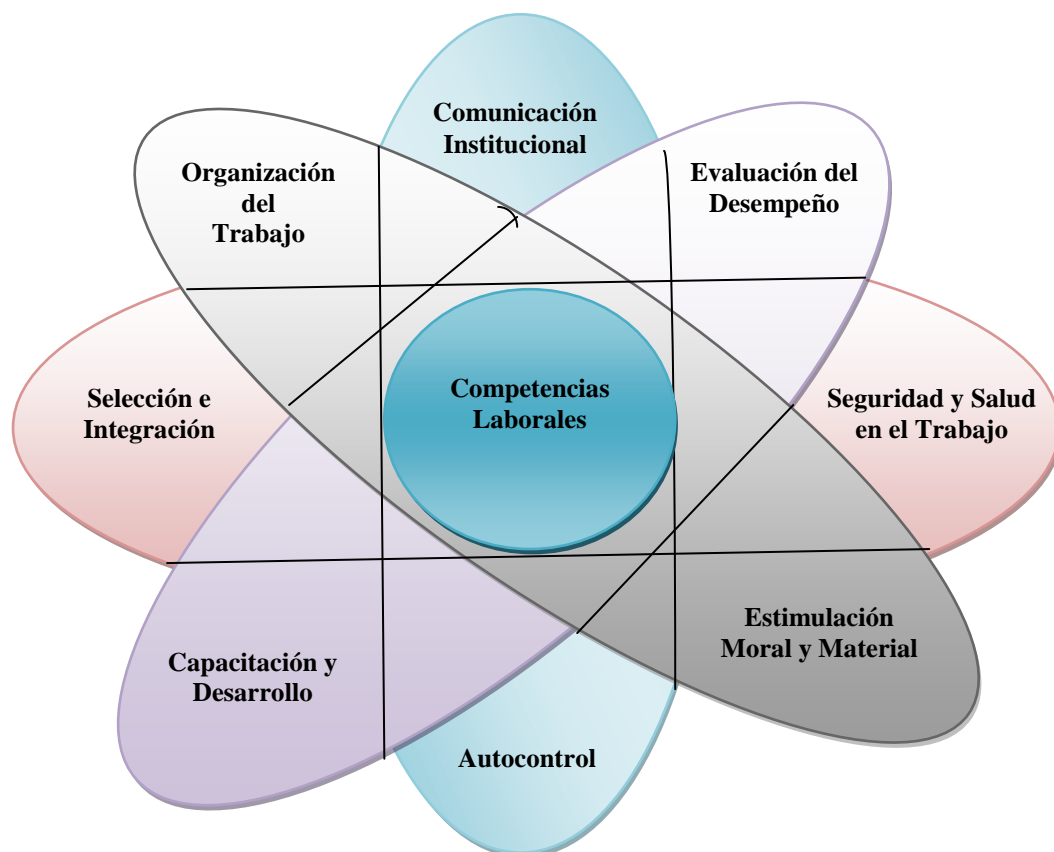 Comunicación
Institucional
Organización
del
Trabajo
Evaluación del
Desempeño
Selección e
Integración
Competencias
Laborales
Seguridad y Salud
en el Trabajo
Capacitación y
Desarrollo
Estimulación
Moral y Material
Autocontrol